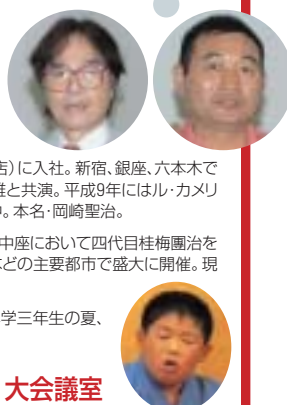 店）に入社。新宿、銀座、六本木で
雄と共演。平成9年にはル・カメリ
。本名・岡崎聖治。
中座において四代目桂梅團治を
などの主要都市で盛大に開催。現
学三年生の夏、
大会議室